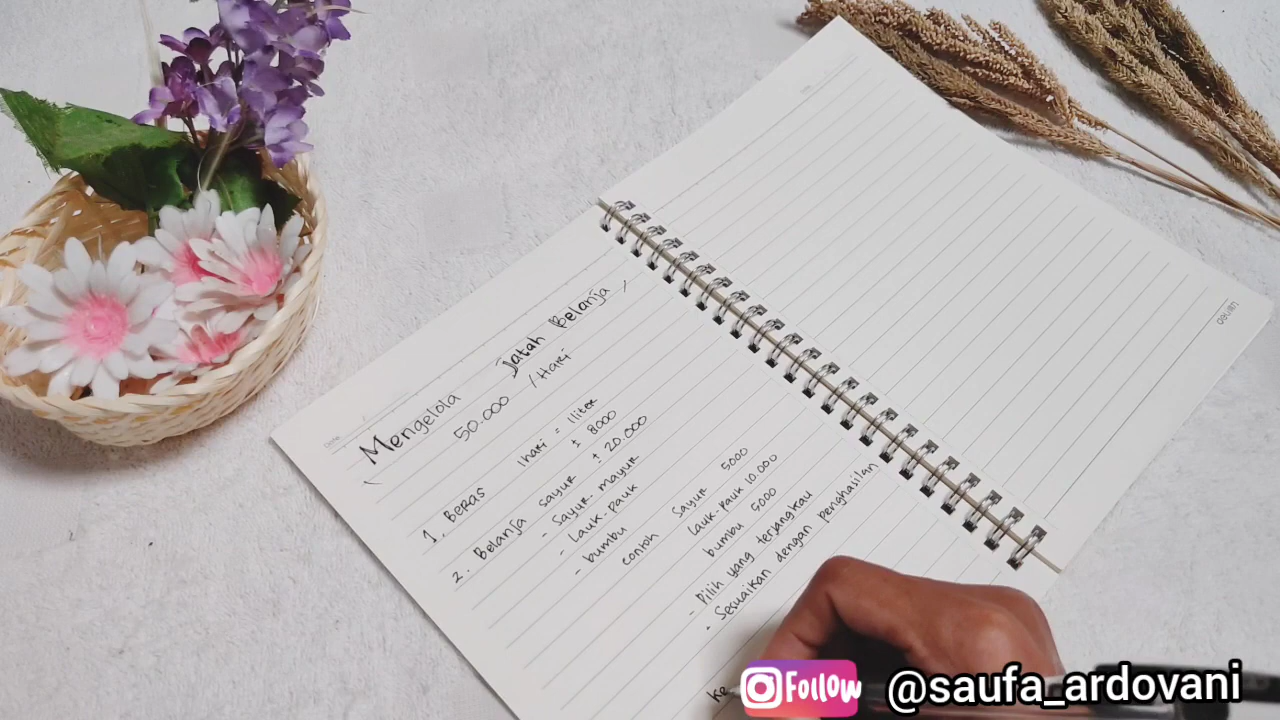 Date
Mengelola Jatah Belanja
( 50.000 / Hari )
1. Beras 1hari = 1liter
± 8000
2. Belanja sayur ± 20.000
- sayur-mayur
- lauk-pauk
- bumbu
contoh sayur 5000
lauk-pauk 10.000
bumbu 5000
- Pilih yang terjangkau
- Sesuaikan dengan penghasilan
Ke
Follow @saufa_ardovani